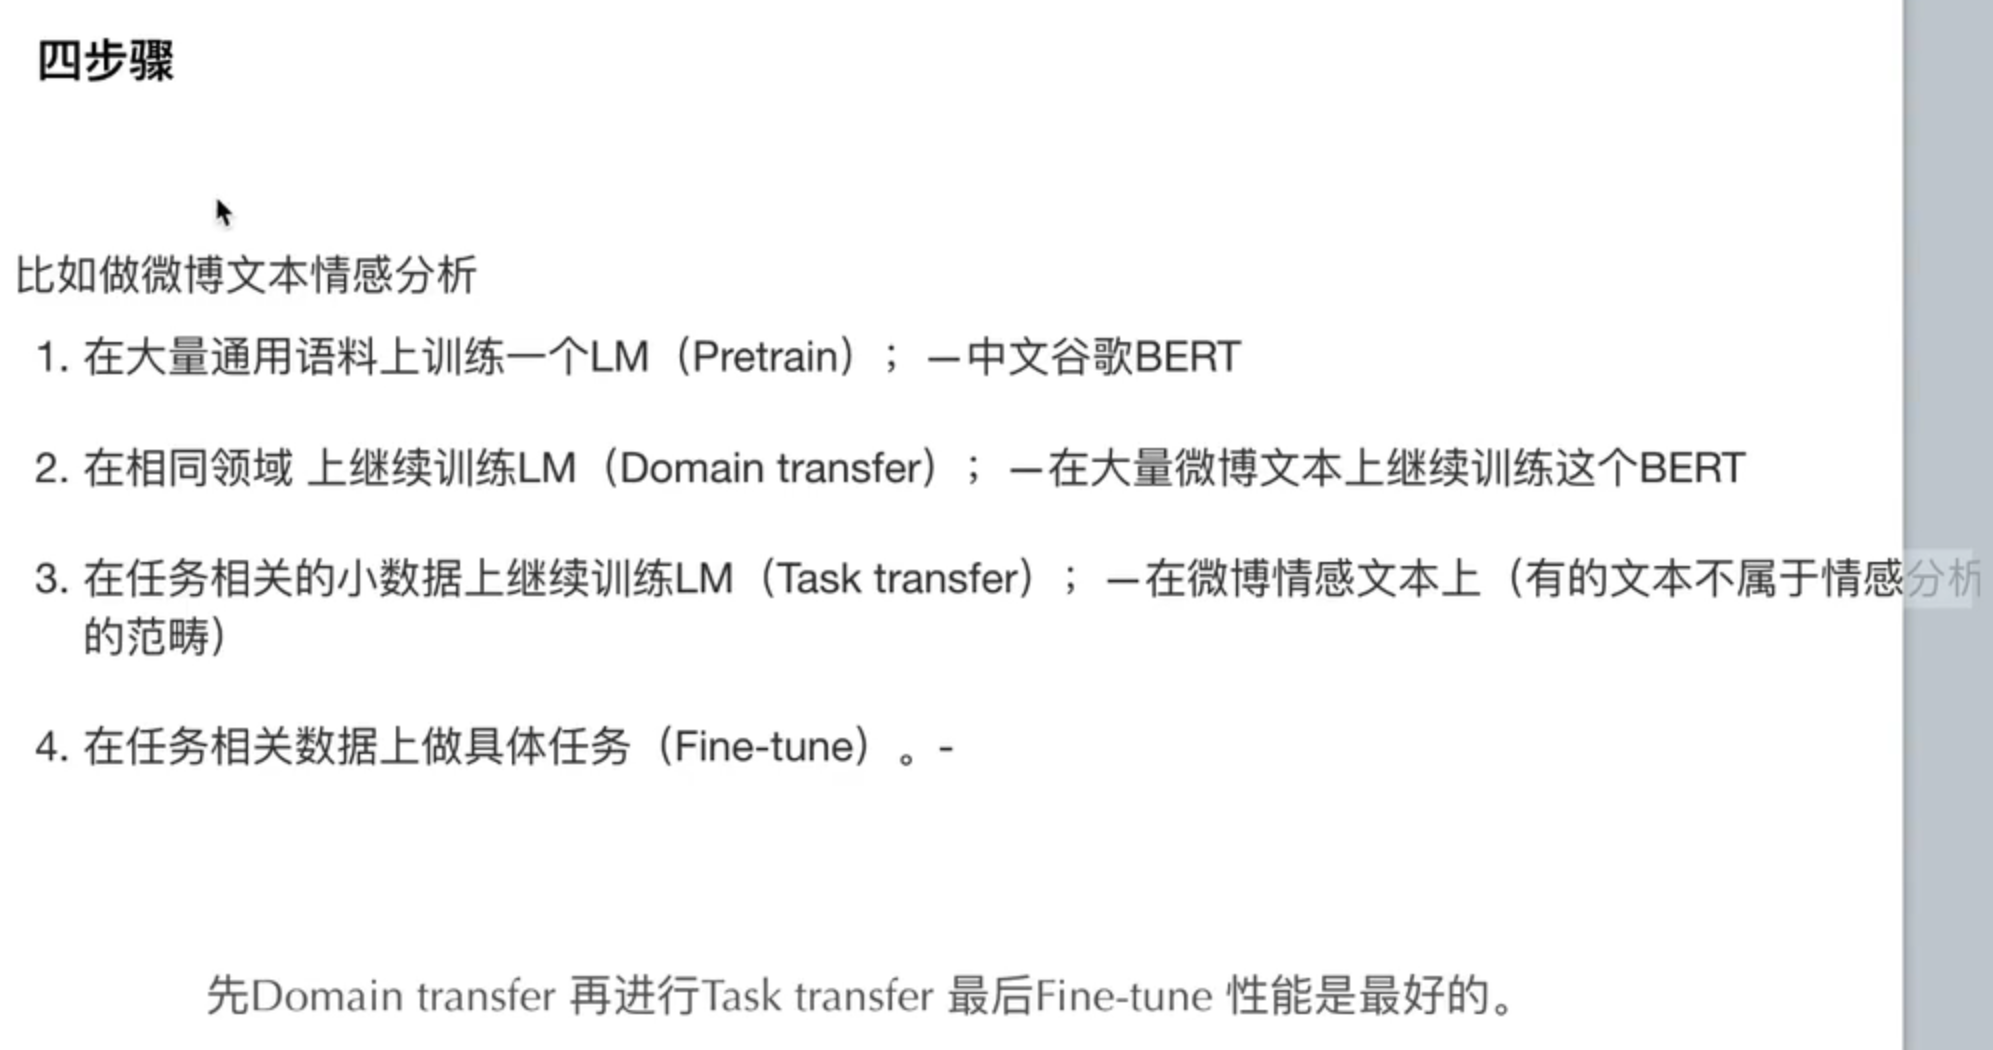 四步骤
比如做微博文本情感分析
1. 在大量通用语料上训练一个LM（Pretrain）； —中文谷歌BERT
2. 在相同领域 上继续训练LM（Domain transfer）； —在大量微博文本上继续训练这个BERT
3. 在任务相关的小数据上继续训练LM（Task transfer）； —在微博情感文本上（有的文本不属于情感分析
的范畴）
4. 在任务相关数据上做具体任务（Fine-tune）。-
先Domain transfer 再进行Task transfer 最后Fine-tune 性能是最好的。